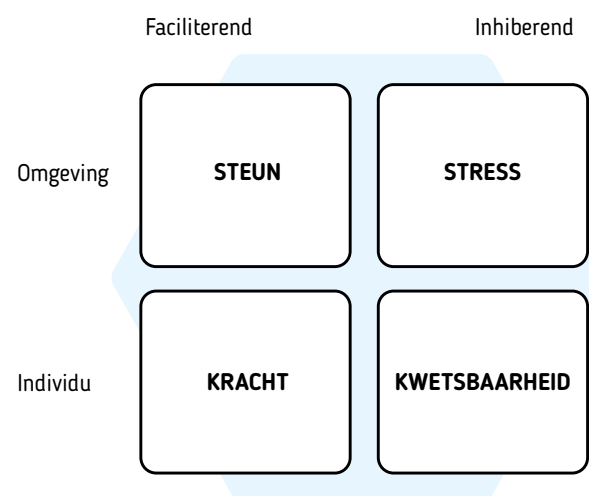 Faciliterend Inhiberend
Omgeving STEUN STRESS
Individu KRACHT KWETSBAARHEID